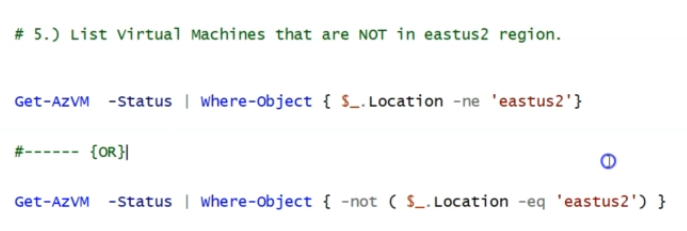 # 5.) List Virtual Machines that are NOT in eastus2 region.
Get-AzVM  -Status | Where-Object { $_.Location -ne 'eastus2'}
#------ {OR}
Get-AzVM  -Status | Where-Object { -not ( $_.Location -eq 'eastus2') }